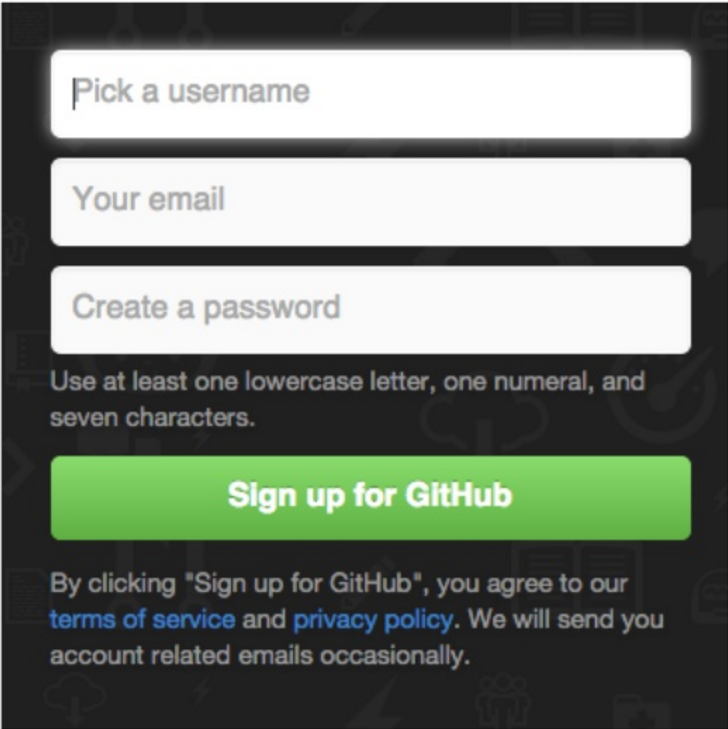 Pick a username
Your email
Create a password
Use at least one lowercase letter, one numeral, and
seven characters.
Sign up for GitHub
By clicking "Sign up for GitHub", you agree to our
terms of service and privacy policy. We will send you
account related emails occasionally.